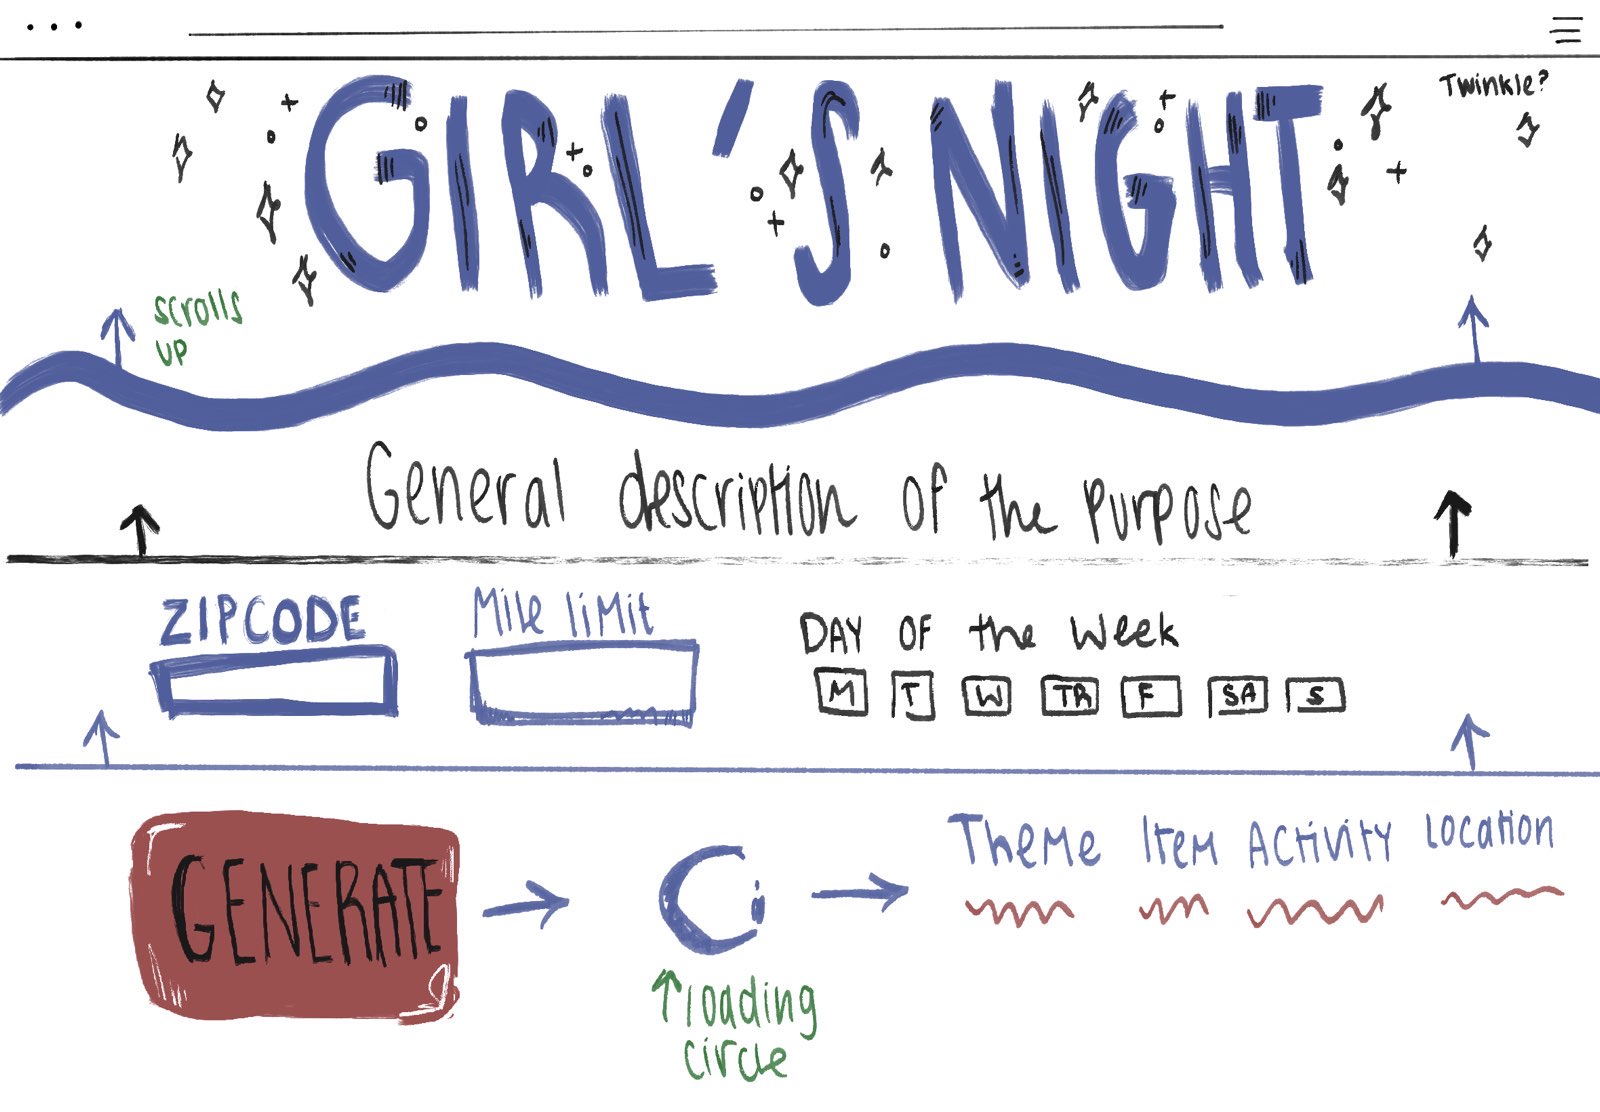 Twinkle?
GIRL'S NIGHT
scrolls
UP
General description of the purpose
ZIPCODE
Mile limit
DAY OF the Week
M T W TR F SA S
GENERATE
Theme Item Activity Location
loading
circle